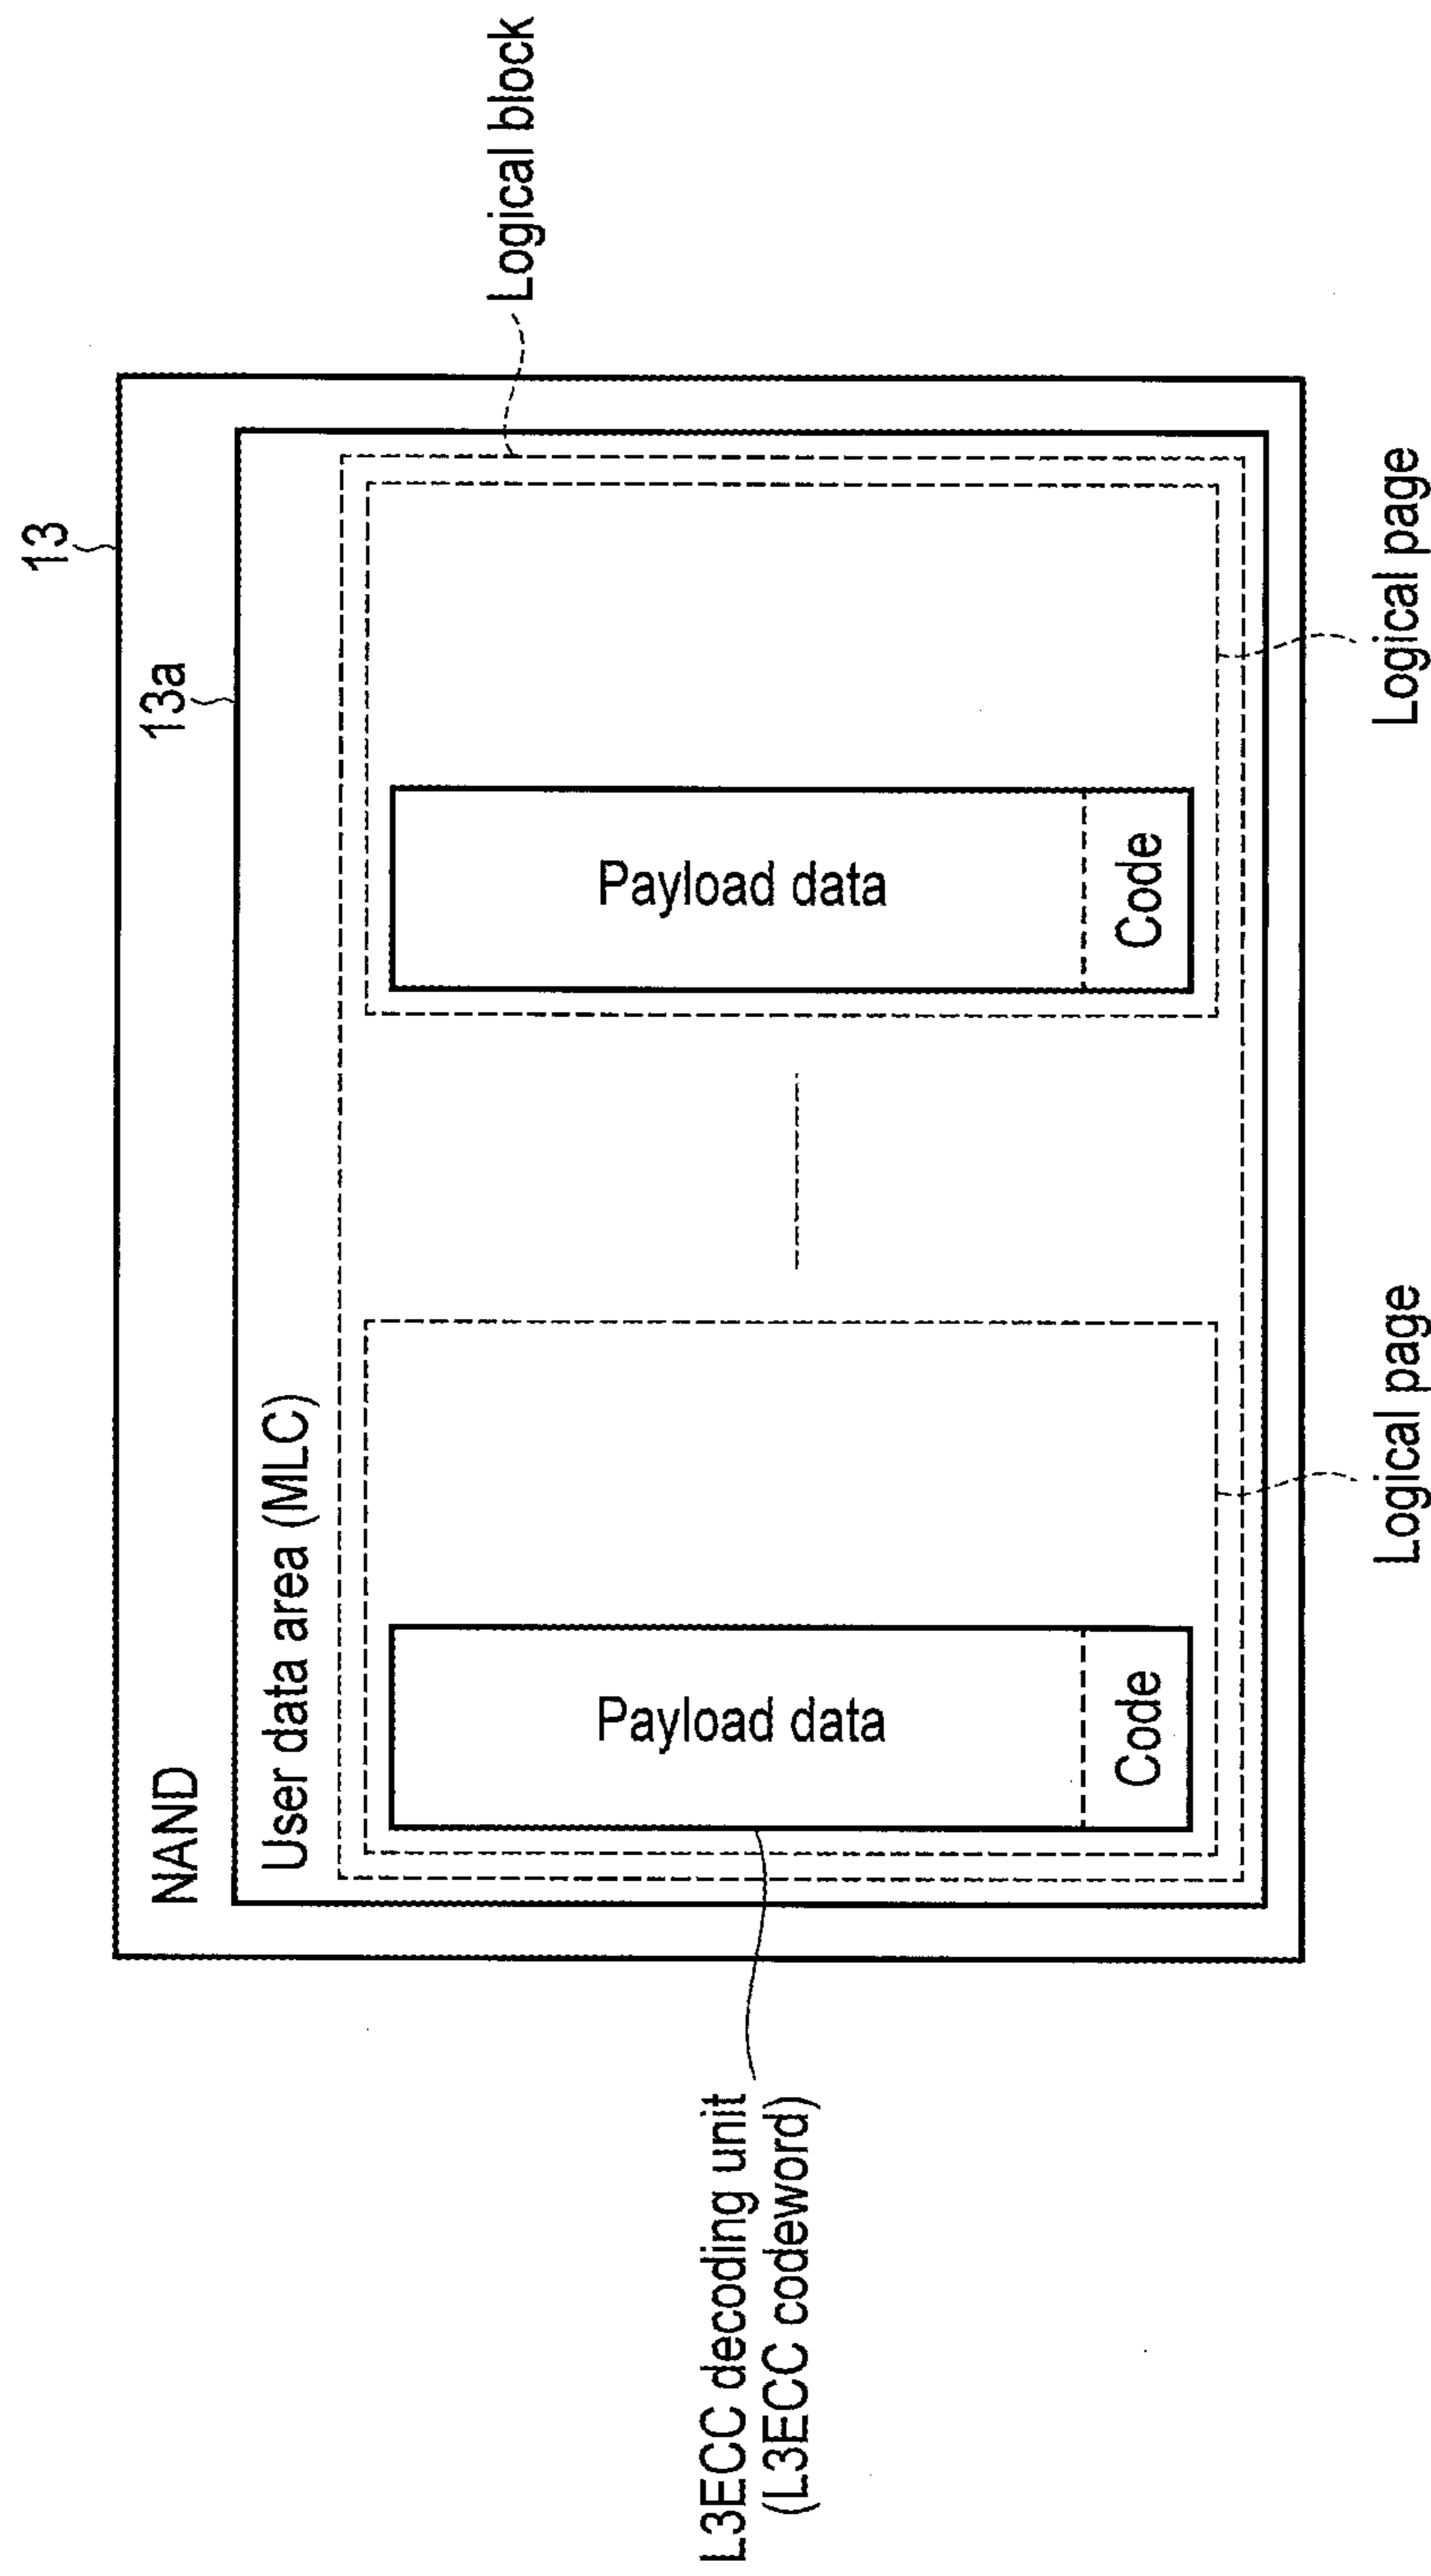 13
NAND
13a
User data area (MLC)
Logical block
L3ECC decoding unit
(L3ECC codeword)
Payload data
Code
Payload data
Code
Logical page
Logical page